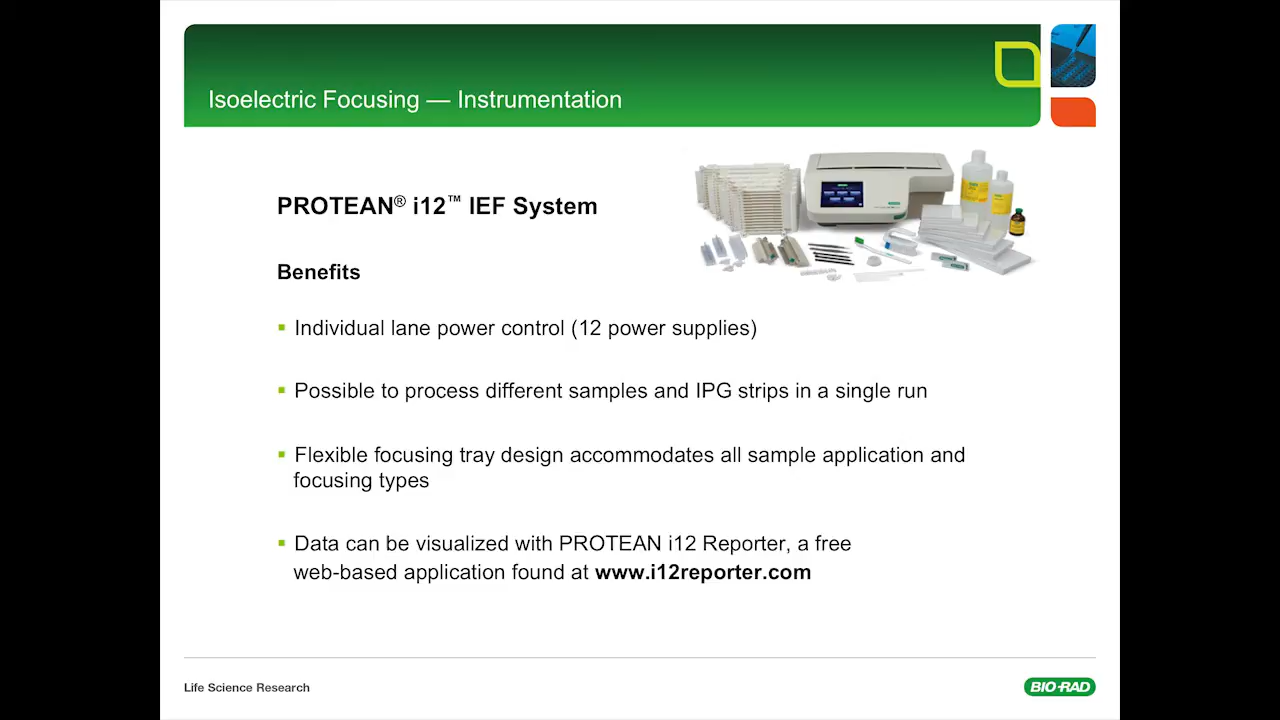 Isoelectric Focusing — Instrumentation
PROTEAN® i12™ IEF System
Benefits
▪ Individual lane power control (12 power supplies)
▪ Possible to process different samples and IPG strips in a single run
▪ Flexible focusing tray design accommodates all sample application and
focusing types
▪ Data can be visualized with PROTEAN i12 Reporter, a free
web-based application found at www.i12reporter.com
Life Science Research
BIO-RAD